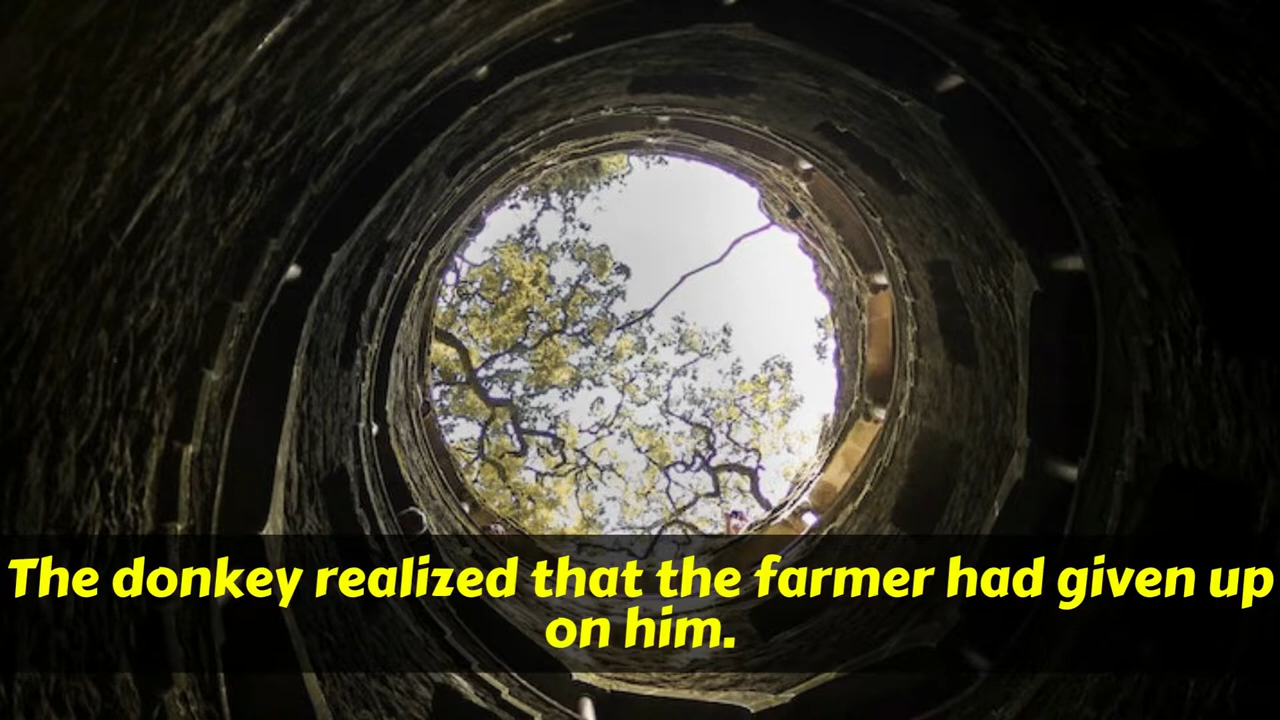 The donkey realized that the farmer had given up
on him.